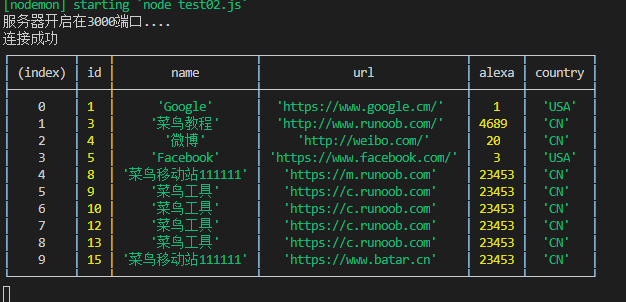 [nodemon] starting `node test02.js`
服务器开启在3000端口....
连接成功
(index) id name url alexa country
0 1 'Google' 'https://www.google.cm/' 1 'USA'
1 3 '菜鸟教程' 'http://www.runoob.com/' 4689 'CN'
2 4 '微博' 'http://weibo.com/' 20 'CN'
3 5 'Facebook' 'https://www.facebook.com/' 3 'USA'
4 8 '菜鸟移动站111111' 'https://m.runoob.com' 23453 'CN'
5 9 '菜鸟工具' 'https://c.runoob.com' 23453 'CN'
6 10 '菜鸟工具' 'https://c.runoob.com' 23453 'CN'
7 12 '菜鸟工具' 'https://c.runoob.com' 23453 'CN'
8 13 '菜鸟工具' 'https://c.runoob.com' 23453 'CN'
9 15 '菜鸟移动站111111' 'https://www.batar.cn' 23453 'CN'